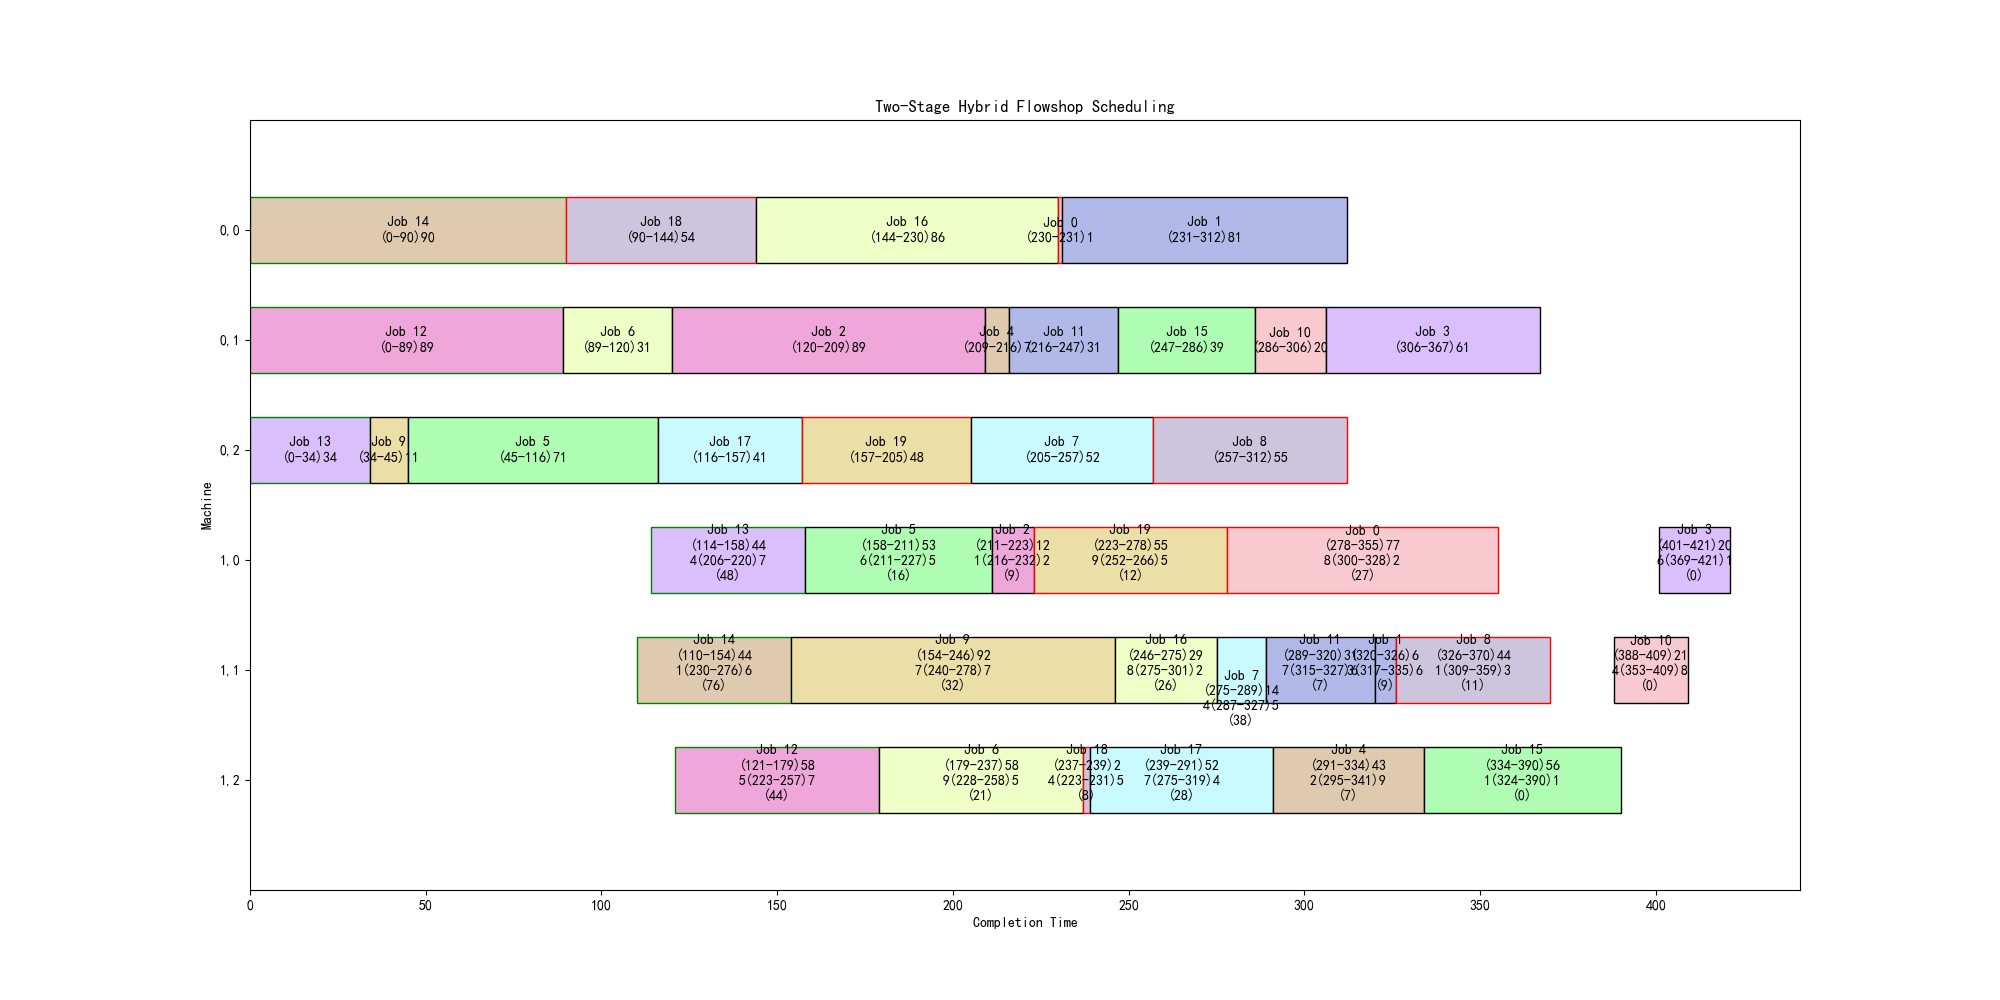 Two-Stage Hybrid Flowshop Scheduling
0,0
Job 14
(0-90)90
Job 18
(90-144)54
Job 16
(144-230)86
Job 0
(230-231)1
Job 1
(231-312)81
0,1
Job 12
(0-89)89
Job 6
(89-120)31
Job 2
(120-209)89
Job 4
(209-216)7
Job 11
(216-247)31
Job 15
(247-286)39
Job 10
(286-306)20
Job 3
(306-367)61
0,2
Job 13
(0-34)34
Job 9
(34-45)11
Job 5
(45-116)71
Job 17
(116-157)41
Job 19
(157-205)48
Job 7
(205-257)52
Job 8
(257-312)55
Machine
1,0
Job 13
(114-158)44
4(206-220)7
(48)
Job 5
(158-211)53
6(211-227)5
(16)
Job 2
(211-223)12
1(216-232)2
(9)
Job 19
(223-278)55
9(252-266)5
(12)
Job 0
(278-355)77
8(300-328)2
(27)
Job 3
(401-421)20
6(369-421)1
(0)
1,1
Job 14
(110-154)44
1(230-276)6
(76)
Job 9
(154-246)92
7(240-278)7
(32)
Job 16
(246-275)29
8(275-301)2
(26)
Job 7
(275-289)14
4(287-327)5
(38)
Job 11
(289-320)31
7(315-327)6
(7)
Job 1
(320-326)6
3(317-335)6
(9)
Job 8
(326-370)44
1(309-359)3
(11)
Job 10
(388-409)21
4(353-409)8
(0)
1,2
Job 12
(121-179)58
5(223-257)7
(44)
Job 6
(179-237)58
9(228-258)5
(21)
Job 18
(237-239)2
4(223-231)5
(8)
Job 17
(239-291)52
7(275-319)4
(28)
Job 4
(291-334)43
2(295-341)9
(7)
Job 15
(334-390)56
1(324-390)1
(0)
0
50
100
150
200
250
300
350
400
Completion Time